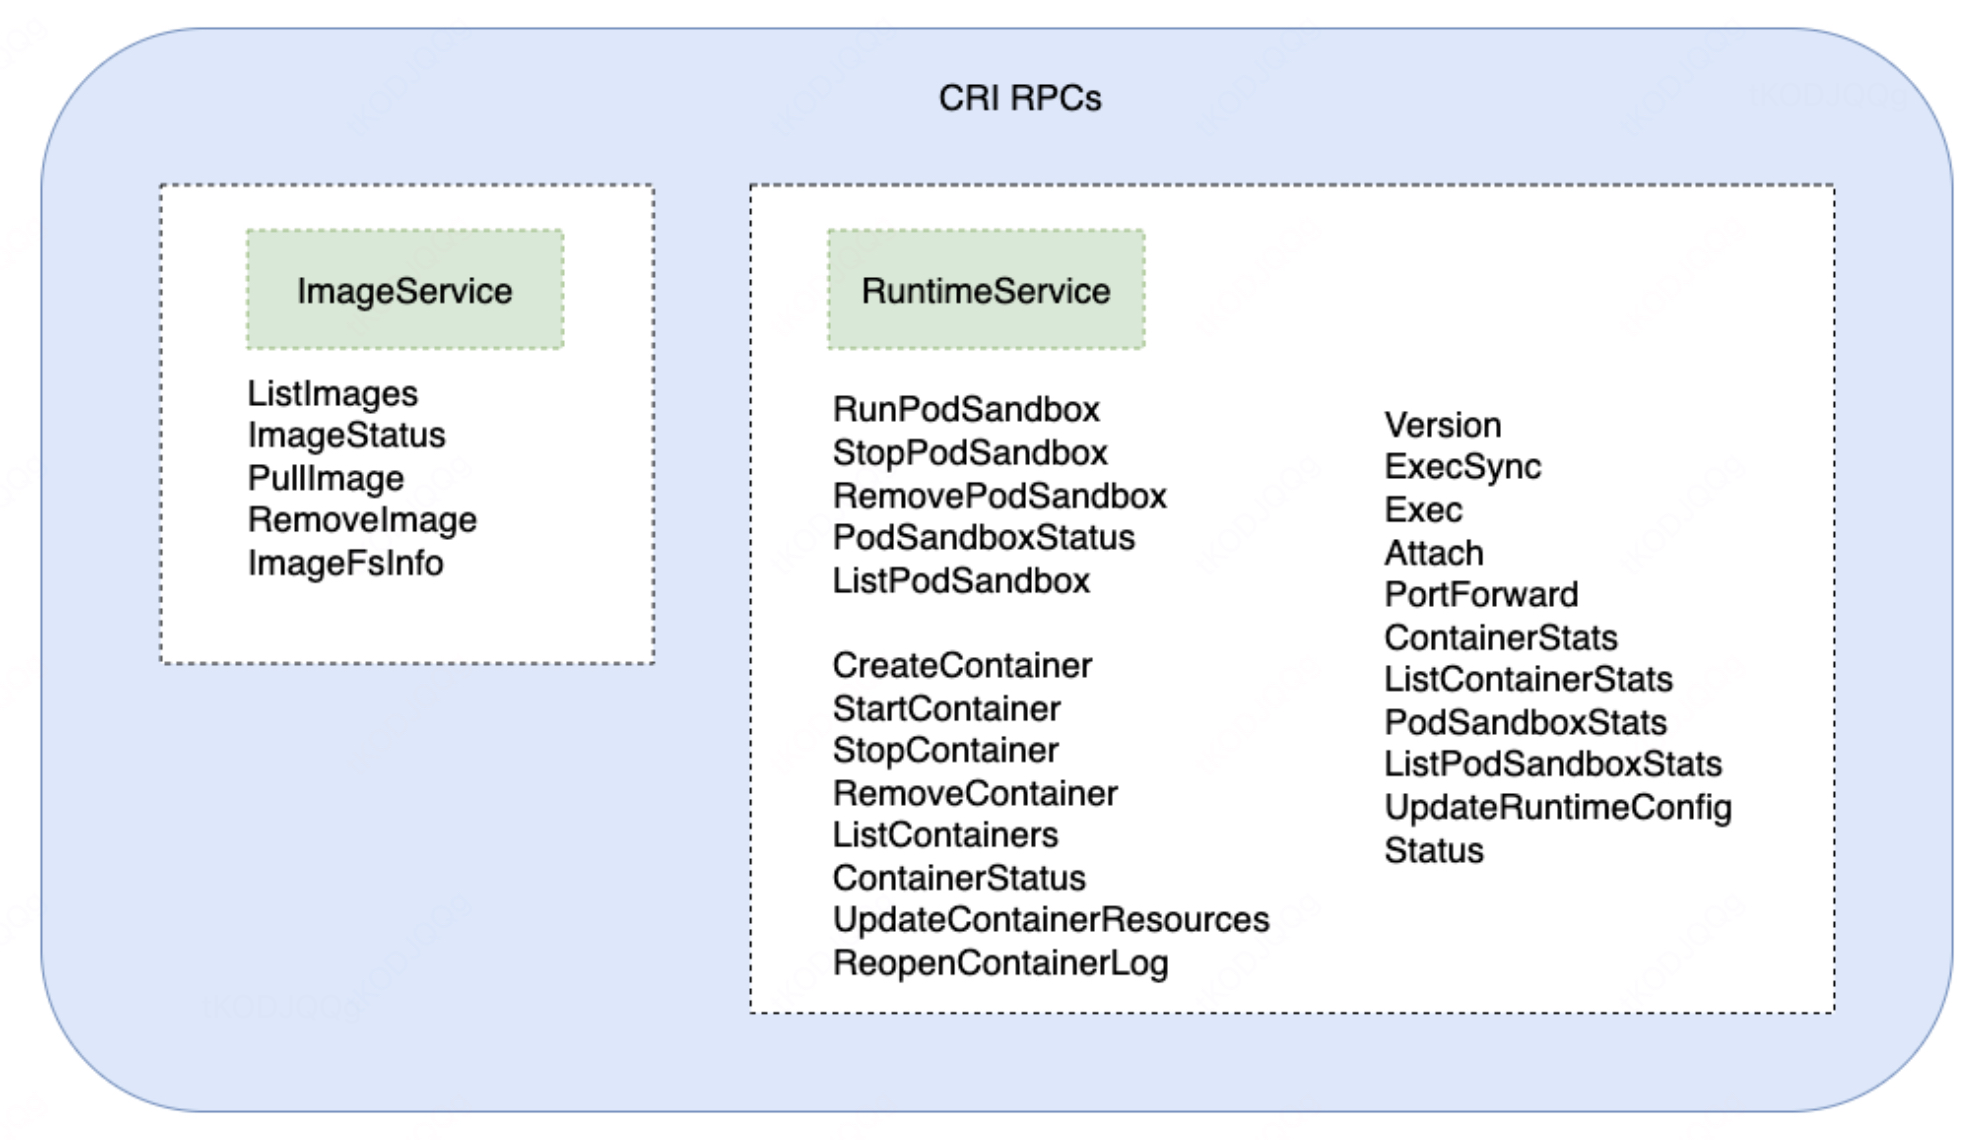 CRI RPCs
ImageService
ListImages
ImageStatus
PullImage
RemoveImage
ImageFsInfo
RuntimeService
RunPodSandbox
StopPodSandbox
RemovePodSandbox
PodSandboxStatus
ListPodSandbox
CreateContainer
StartContainer
StopContainer
RemoveContainer
ListContainers
ContainerStatus
UpdateContainerResources
ReopenContainerLog
Version
ExecSync
Exec
Attach
PortForward
ContainerStats
ListContainerStats
PodSandboxStats
ListPodSandboxStats
UpdateRuntimeConfig
Status